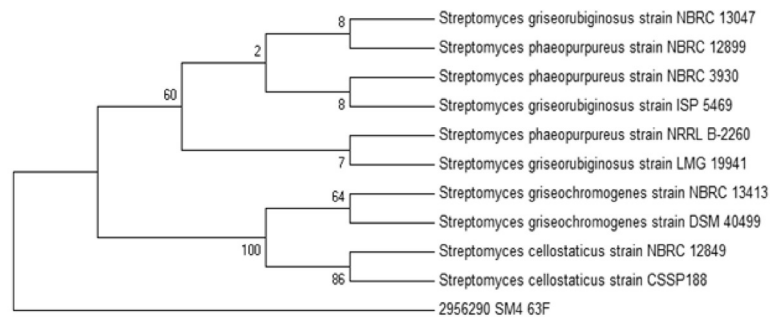 8
Streptomyces griseorubiginosus strain NBRC 13047
2
Streptomyces phaeopurpureus strain NBRC 12899
60
Streptomyces phaeopurpureus strain NBRC 3930
8
Streptomyces griseorubiginosus strain ISP 5469
Streptomyces phaeopurpureus strain NRRL B-2260
7
Streptomyces griseorubiginosus strain LMG 19941
64
Streptomyces griseochromogenes strain NBRC 13413
Streptomyces griseochromogenes strain DSM 40499
100
Streptomyces cellostaticus strain NBRC 12849
86
Streptomyces cellostaticus strain CSSP188
2956290 SM4 63F